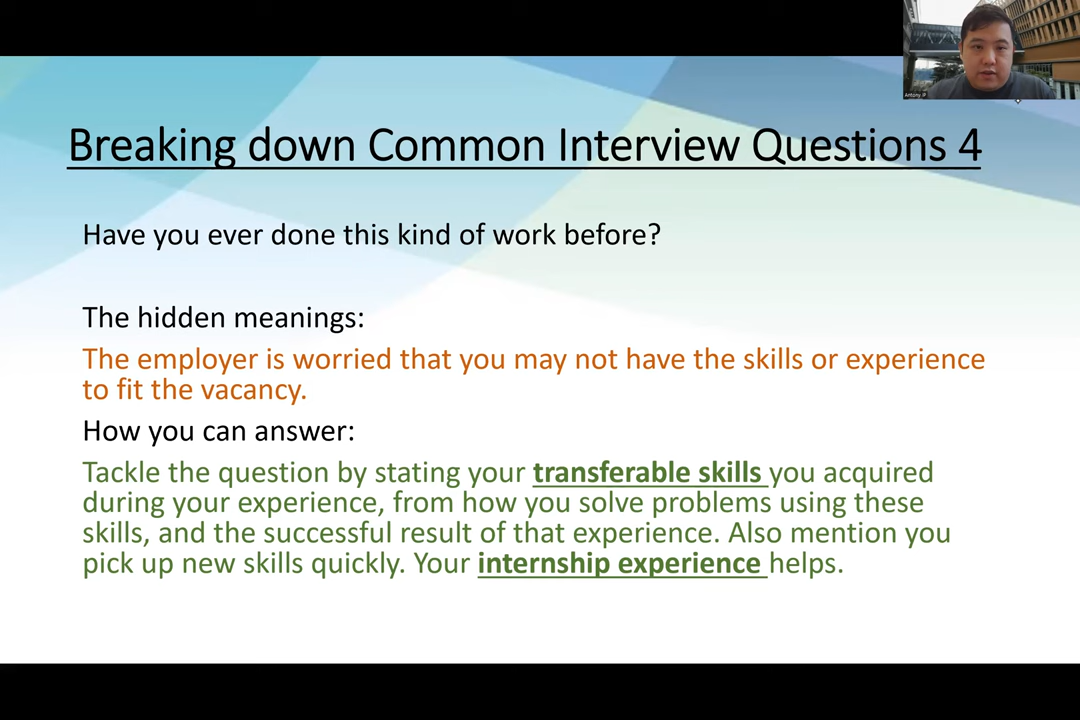 Antony IP
Breaking down Common Interview Questions 4
Have you ever done this kind of work before?
The hidden meanings:
The employer is worried that you may not have the skills or experience
to fit the vacancy.
How you can answer:
Tackle the question by stating your transferable skills you acquired
during your experience, from how you solve problems using these
skills, and the successful result of that experience. Also mention you
pick up new skills quickly. Your internship experience helps.